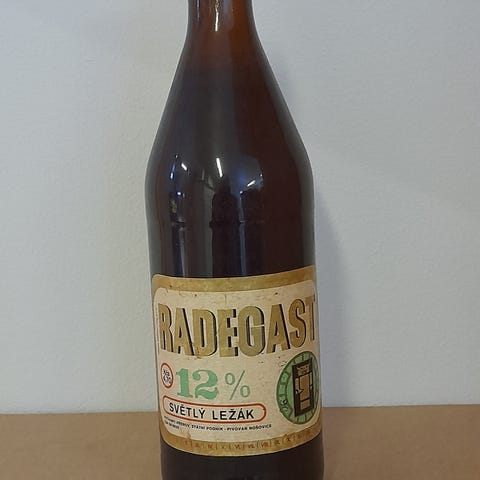 RADEGAST
12%
SVĚTLÝ LEŽÁK
STÁTNÍ PODNIK - PIVOVAR NOŠOVICE